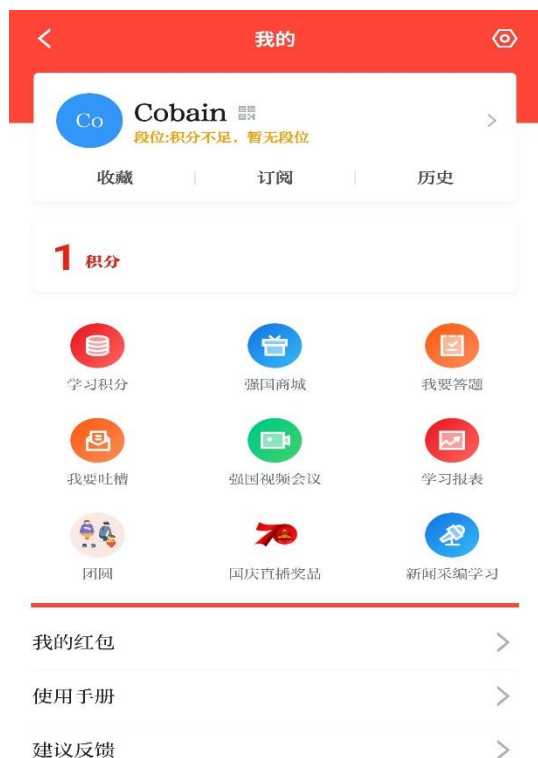 我的
Co
Cobain
段位:积分不足，暂无段位
收藏 订阅 历史
1 积分
学习积分 强国商城 我要答题
我要吐槽 强国视频会议 学习报表
70
团圆 国庆直播奖品 新闻采编学习
我的红包
使用手册
建议反馈